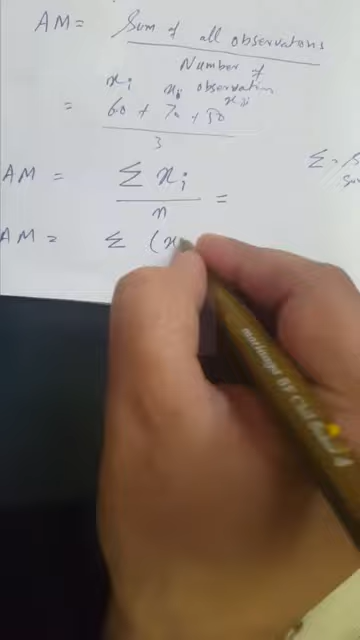 AM = Sum of all observations
Number of
xi xi observation
= 60 + 70 + 50
3
AM = Σ xi
n =
AM = Σ (x
Σ =